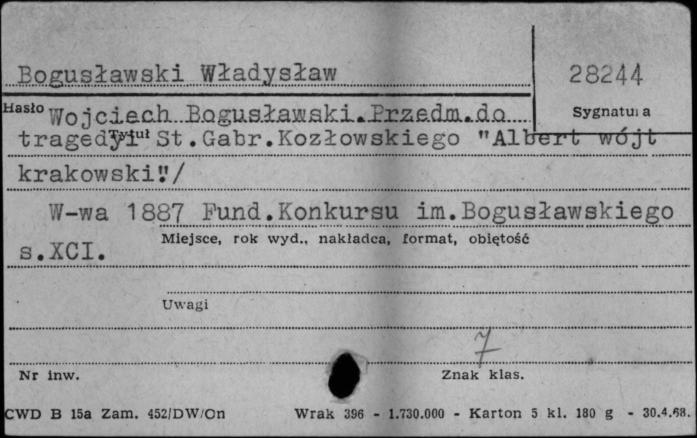 Bogusławski Władysław
28244
Hasło
Sygnatura
Wojciech Bogusławski.Przedm.do
tragedyi St.Gabr.Kozłowskiego "Albert wójt
Tytuł
krakowski"/
W-wa 1887 Fund.Konkursu im.Bogusławskiego
Miejsce, rok wyd., nakładca, format, objętość
s.XCI.
Uwagi
7
Nr inw.
Znak klas.
CWD B 15a Zam. 452/DW/On
Wrak 396 - 1.730.000 - Karton 5 kl. 180 g - 30.4.68.